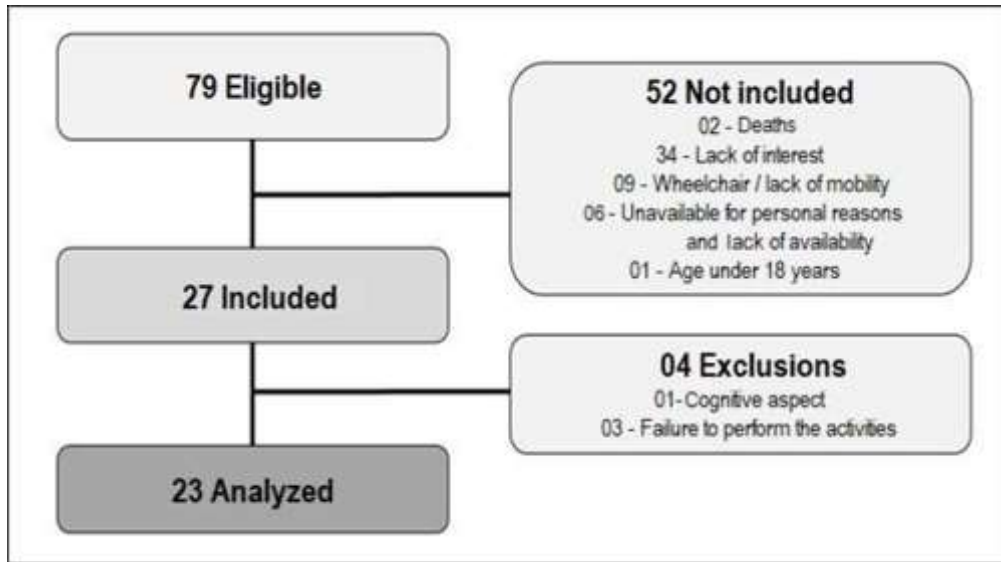 79 Eligible
52 Not included
02 - Deaths
34 - Lack of interest
09 - Wheelchair / lack of mobility
06 - Unavailable for personal reasons
and lack of availability
01 - Age under 18 years
27 Included
04 Exclusions
01- Cognitive aspect
03 - Failure to perform the activities
23 Analyzed